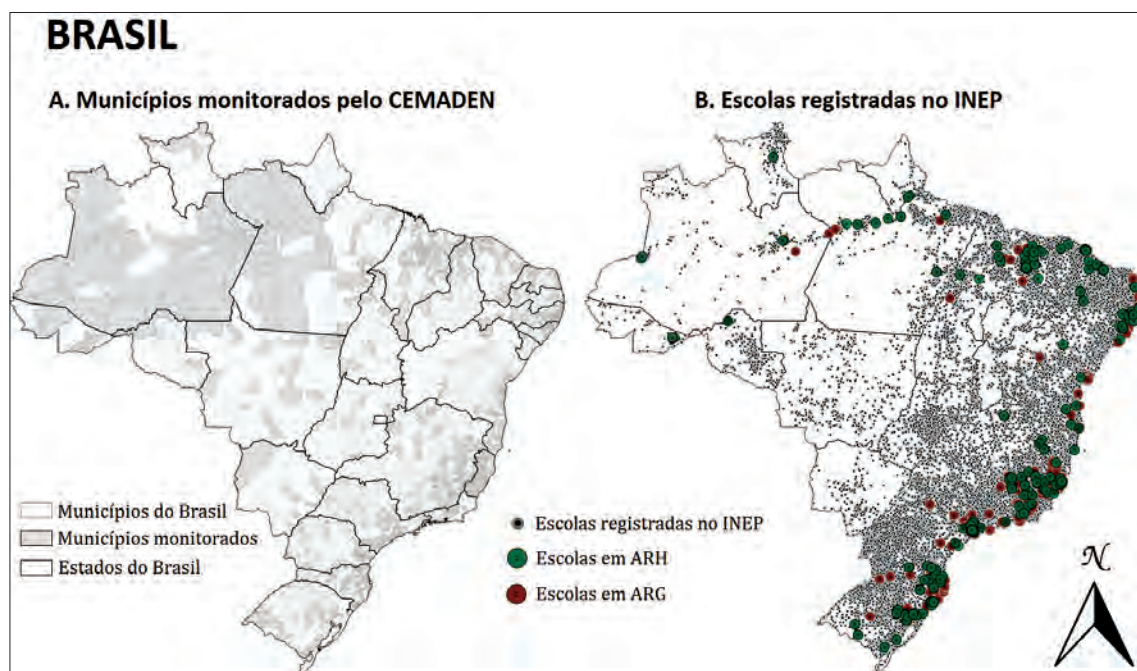 BRASIL
A. Municípios monitorados pelo CEMADEN
B. Escolas registradas no INEP
Municípios do Brasil
Municípios monitorados
Estados do Brasil
Escolas registradas no INEP
Escolas em ARH
Escolas em ARG
N